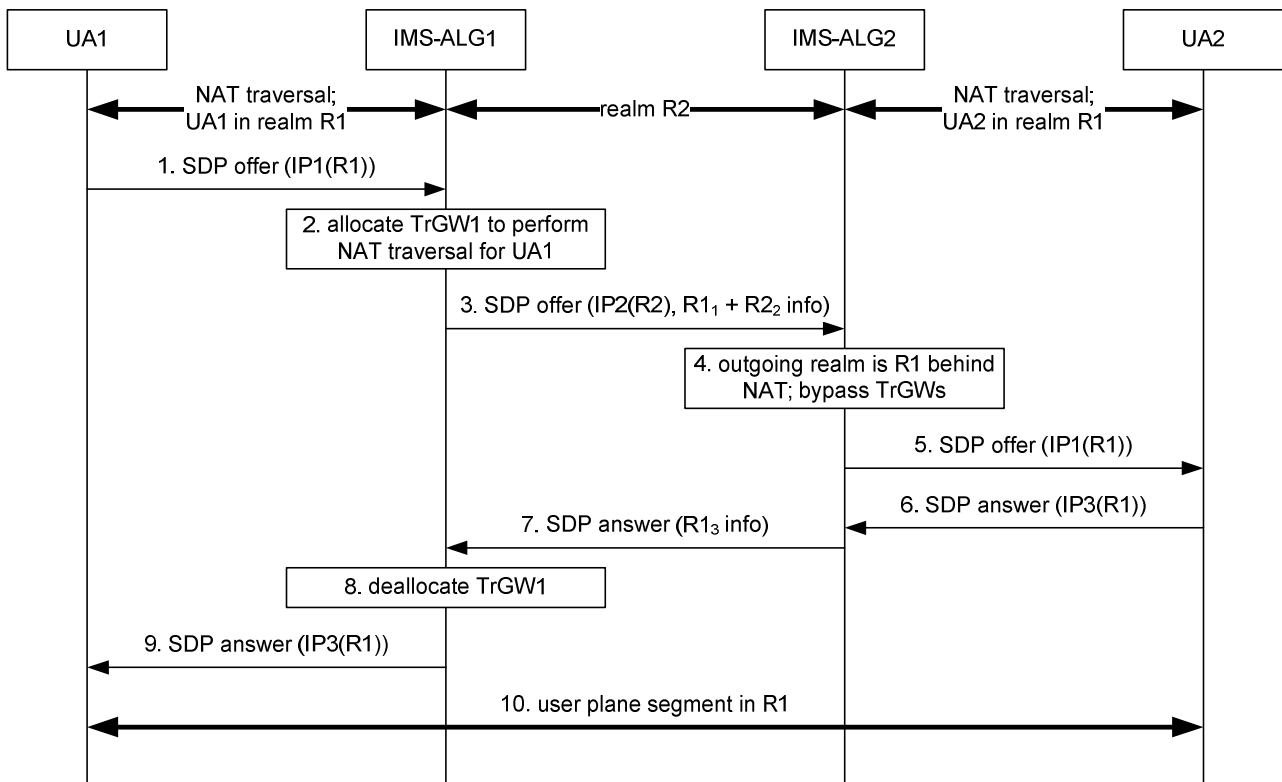 UA1
IMS-ALG1
IMS-ALG2
UA2
NAT traversal;
UA1 in realm R1
realm R2
NAT traversal;
UA2 in realm R1
1. SDP offer (IP1(R1))
2. allocate TrGW1 to perform
NAT traversal for UA1
3. SDP offer (IP2(R2), R1₁ + R2₂ info)
4. outgoing realm is R1 behind
NAT; bypass TrGWs
5. SDP offer (IP1(R1))
6. SDP answer (IP3(R1))
7. SDP answer (R1₃ info)
8. deallocate TrGW1
9. SDP answer (IP3(R1))
10. user plane segment in R1